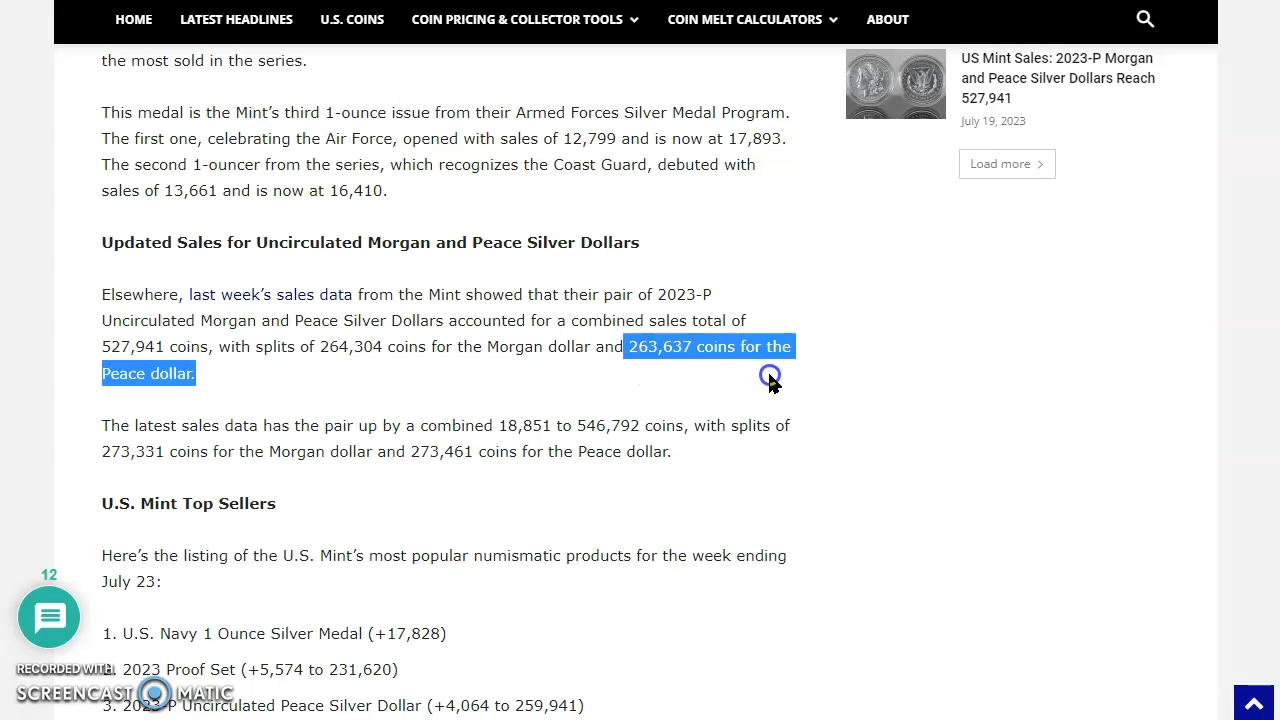 HOME LATEST HEADLINES U.S. COINS COIN PRICING & COLLECTOR TOOLS COIN MELT CALCULATORS ABOUT
the most sold in the series.
This medal is the Mint's third 1-ounce issue from their Armed Forces Silver Medal Program.
The first one, celebrating the Air Force, opened with sales of 12,799 and is now at 17,893.
The second 1-ouncer from the series, which recognizes the Coast Guard, debuted with
sales of 13,661 and is now at 16,410.
Updated Sales for Uncirculated Morgan and Peace Silver Dollars
Elsewhere, last week's sales data from the Mint showed that their pair of 2023-P
Uncirculated Morgan and Peace Silver Dollars accounted for a combined sales total of
527,941 coins, with splits of 264,304 coins for the Morgan dollar and 263,637 coins for the
Peace dollar.
The latest sales data has the pair up by a combined 18,851 to 546,792 coins, with splits of
273,331 coins for the Morgan dollar and 273,461 coins for the Peace dollar.
U.S. Mint Top Sellers
Here's the listing of the U.S. Mint's most popular numismatic products for the week ending
July 23:
1. U.S. Navy 1 Ounce Silver Medal (+17,828)
2023 Proof Set (+5,574 to 231,620)
3. 2023-P Uncirculated Peace Silver Dollar (+4,064 to 259,941)
US Mint Sales: 2023-P Morgan
and Peace Silver Dollars Reach
527,941
July 19, 2023
Load more
12
RECORDED WITH
SCREENCAST MATIC